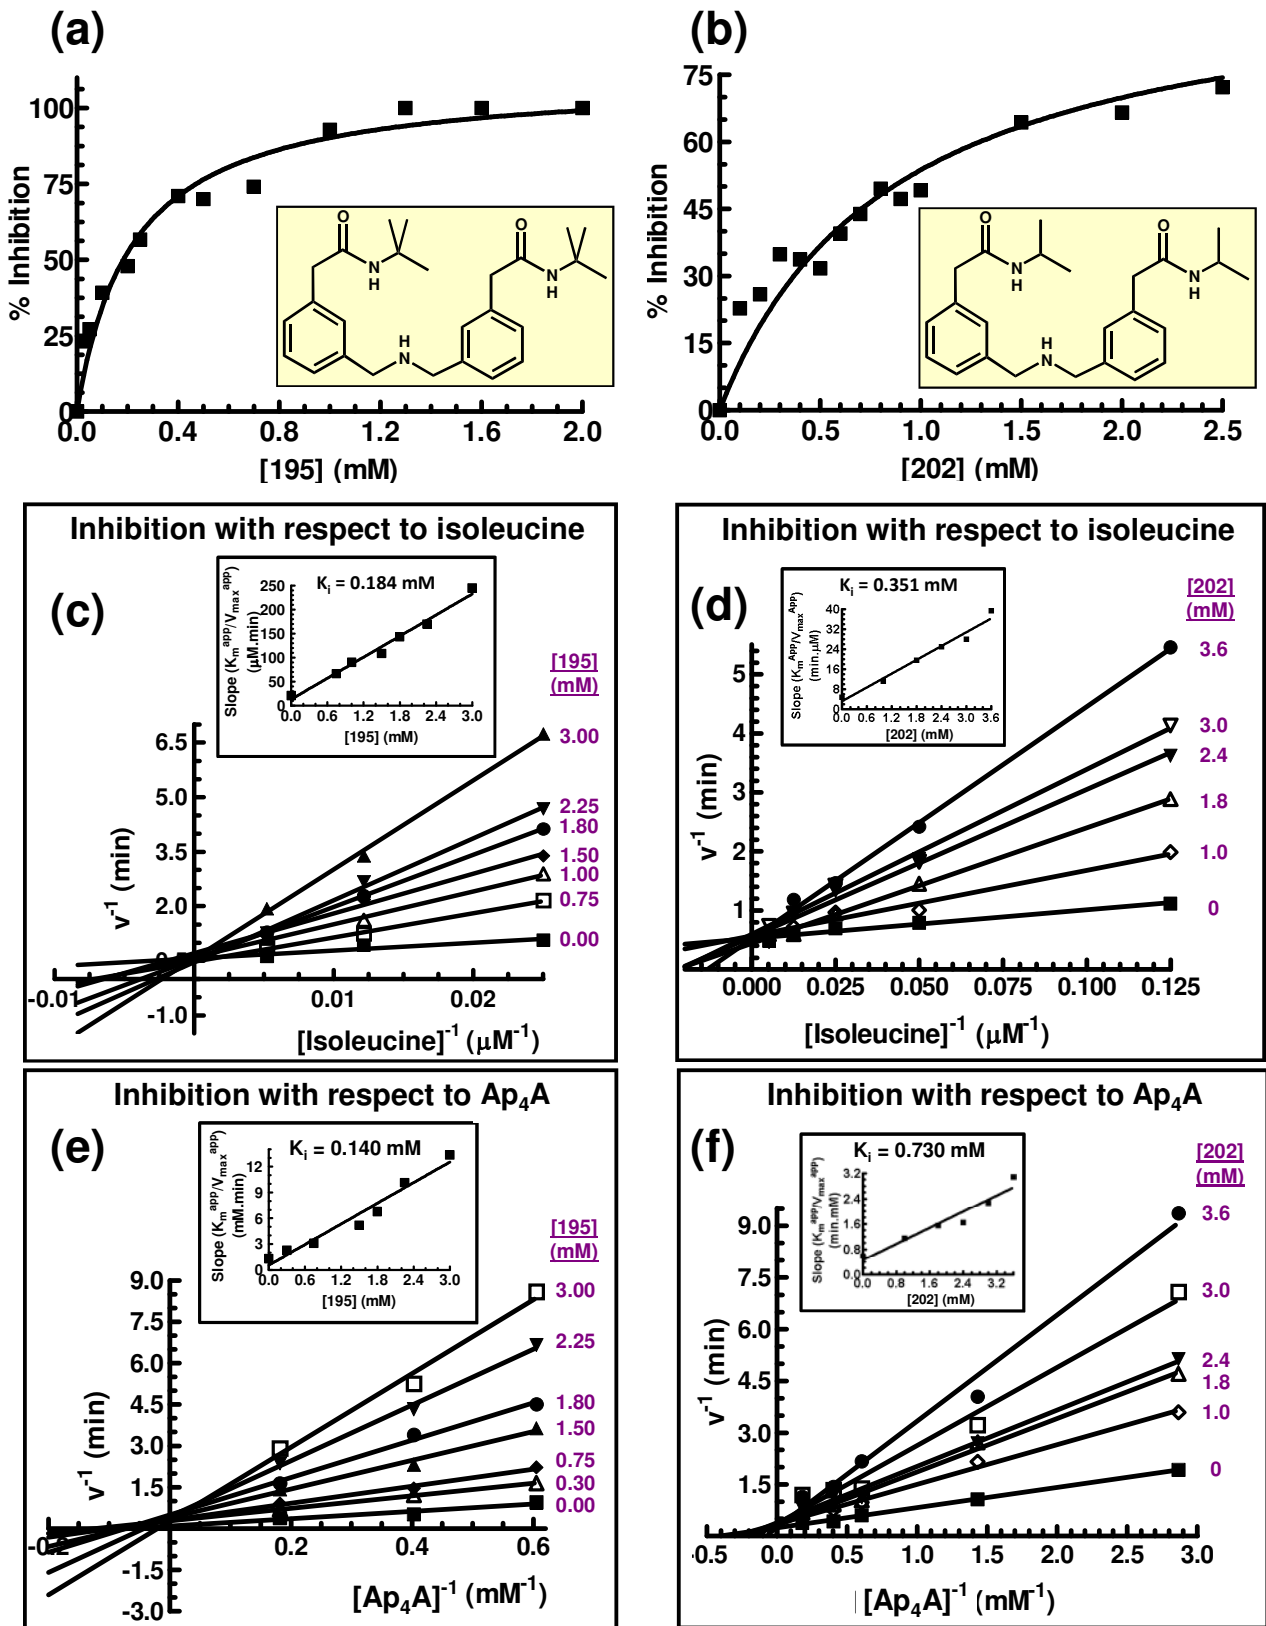 (a)
% Inhibition
100
75
50
25
0
0.0 0.4 0.8 1.2 1.6 2.0
[195] (mM)
O
N
H
O
N
H
H
N
(b)
% Inhibition
75
60
45
30
15
0
0.0 0.5 1.0 1.5 2.0 2.5
[202] (mM)
O
N
H
O
N
H
H
N
Inhibition with respect to isoleucine
(c)
Ki = 0.184 mM
Slope (Km^app/Vmax^app)
(µM.min)
250
200
150
100
50
0
0.0 0.6 1.2 1.8 2.4 3.0
[195] (mM)
[195]
(mM)
3.00
2.25
1.80
1.50
1.00
0.75
0.00
v^-1 (min)
6.5
5.0
3.5
2.0
0.5
-1.0
-0.01 0.01 0.02
[Isoleucine]^-1 (µM^-1)
Inhibition with respect to isoleucine
(d)
Ki = 0.351 mM
Slope (Km^App/Vmax^App)
(min.µM)
40
32
24
16
8
0
0.0 0.6 1.2 1.8 2.4 3.0 3.6
[202] (mM)
[202]
(mM)
3.6
3.0
2.4
1.8
1.0
0
v^-1 (min)
5
4
3
2
1
0.000 0.025 0.050 0.075 0.100 0.125
[Isoleucine]^-1 (µM^-1)
Inhibition with respect to Ap4A
(e)
Ki = 0.140 mM
Slope (Km^app/Vmax^app)
(mM.min)
12
9
6
3
0
0.0 0.6 1.2 1.8 2.4 3.0
[195] (mM)
[195]
(mM)
3.00
2.25
1.80
1.50
0.75
0.30
0.00
v^-1 (min)
9.0
7.5
6.0
4.5
3.0
1.5
-1.5
-3.0
-0.2 0.2 0.4 0.6
[Ap4A]^-1 (mM^-1)
Inhibition with respect to Ap4A
(f)
Ki = 0.730 mM
Slope (Km^app/Vmax^app)
(min.mM)
3.2
2.4
1.6
0.8
0.0
0.0 0.8 1.6 2.4 3.2
[202] (mM)
[202]
(mM)
3.6
3.0
2.4
1.8
1.0
0
v^-1 (min)
9.0
7.5
6.0
4.5
3.0
1.5
-0.5 0.0 0.5 1.0 1.5 2.0 2.5 3.0
[Ap4A]^-1 (mM^-1)